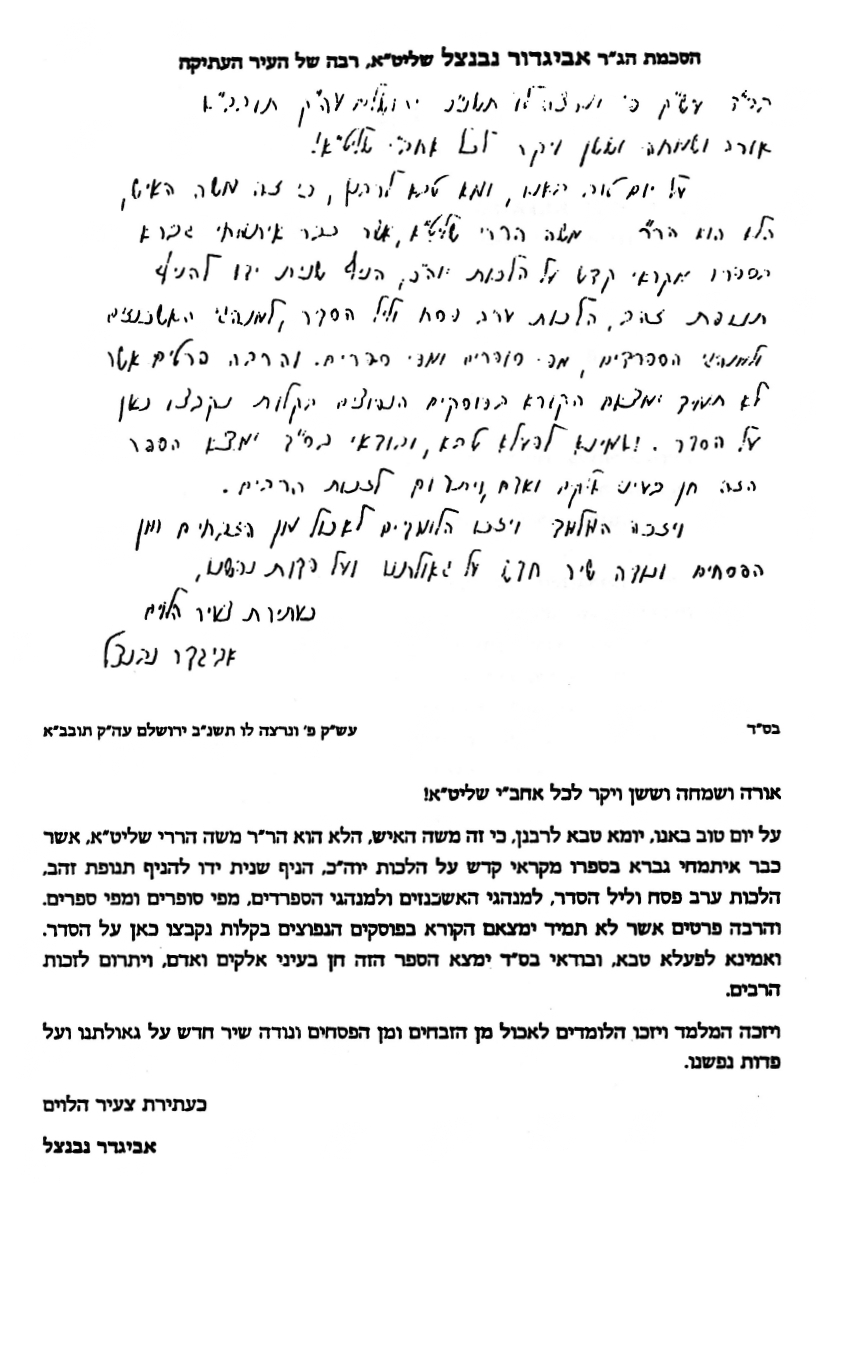 הסכמת הג"ר אביגדור נבנצל שליט"א, רבה של העיר העתיקה
בס"ד עש"ק פ' ונרצה לו תשנ"ב ירושלם עה"ק תובב"א
אורה ושמחה וששן ויקר לכל אחב"י שליט"א!
על יום טוב באנו, יומא טבא לרבנן, כי זה משה האיש,
הלא הוא הר"ר משה הררי שליט"א, אשר כבר איתמחי גברא
בספרו מקראי קדש על הלכות יוה"כ, הניף שנית ידו להניף
תנופת זהב, הלכות ערב פסח וליל הסדר, למנהגי האשכנזים
ולמנהגי הספרדים, מפי סופרים ומפי ספרים. והרבה פרטים אשר
לא תמיד ימצאם הקורא בפוסקים הנפוצים בקלות נקבצו כאן
על הסדר. ואמינא לפעלא טבא, ובודאי בס"ד ימצא הספר
הזה חן בעיני אלקים ואדם, ויתרום לזכות הרבים.
ויזכה המלמד ויזכו הלומדים לאכול מן הזבחים ומן
הפסחים ונודה שיר חדש על גאולתנו ועל פדות נפשנו,
כעתירת צעיר הלוים
אביגדר נבנצל
בס"ד עש"ק פ' ונרצה לו תשנ"ב ירושלם עה"ק תובב"א
אורה ושמחה וששן ויקר לכל אחב"י שליט"א!
על יום טוב באנו, יומא טבא לרבנן, כי זה משה האיש, הלא הוא הר"ר משה הררי שליט"א, אשר
כבר איתמחי גברא בספרו מקראי קדש על הלכות יוה"כ, הניף שנית ידו להניף תנופת זהב,
הלכות ערב פסח וליל הסדר, למנהגי האשכנזים ולמנהגי הספרדים, מפי סופרים ומפי ספרים.
והרבה פרטים אשר לא תמיד ימצאם הקורא בפוסקים הנפוצים בקלות נקבצו כאן על הסדר.
ואמינא לפעלא טבא, ובודאי בס"ד ימצא הספר הזה חן בעיני אלקים ואדם, ויתרום לזכות
הרבים.
ויזכה המלמד ויזכו הלומדים לאכול מן הזבחים ומן הפסחים ונודה שיר חדש על גאולתנו ועל
פדות נפשנו.
כעתירת צעיר הלוים
אביגדר נבנצל